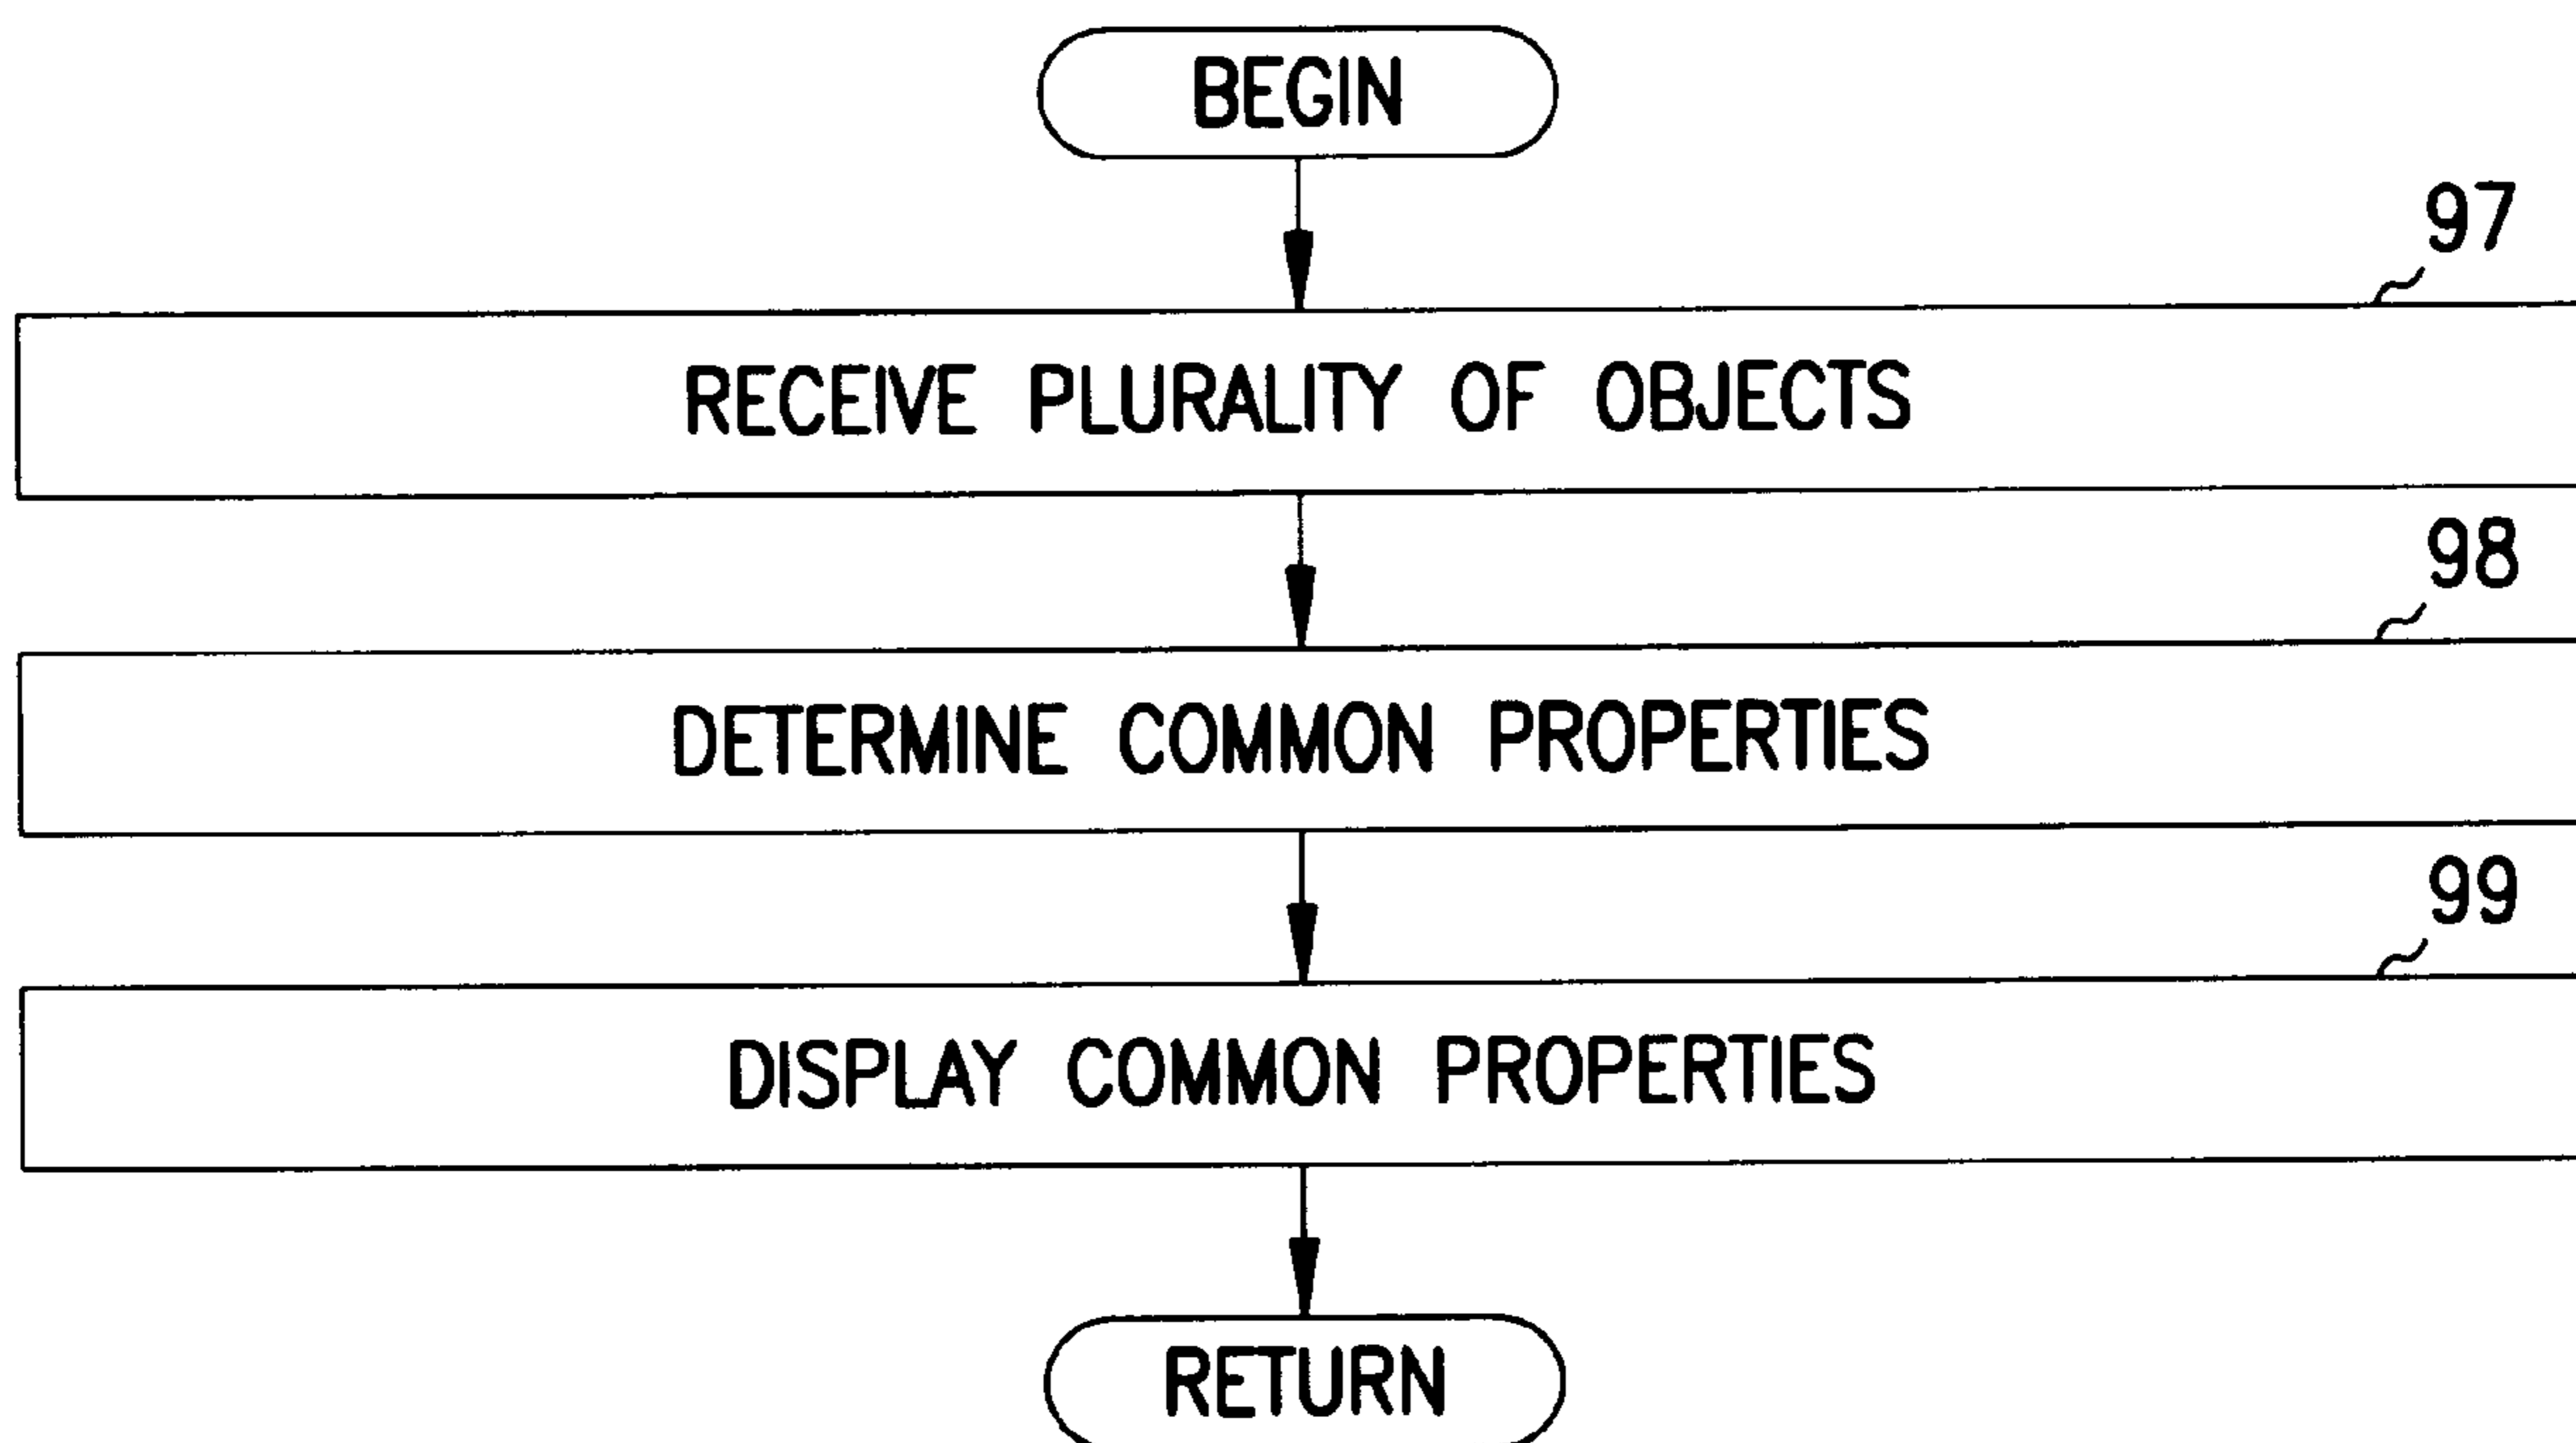 BEGIN
97
RECEIVE PLURALITY OF OBJECTS
98
DETERMINE COMMON PROPERTIES
99
DISPLAY COMMON PROPERTIES
RETURN